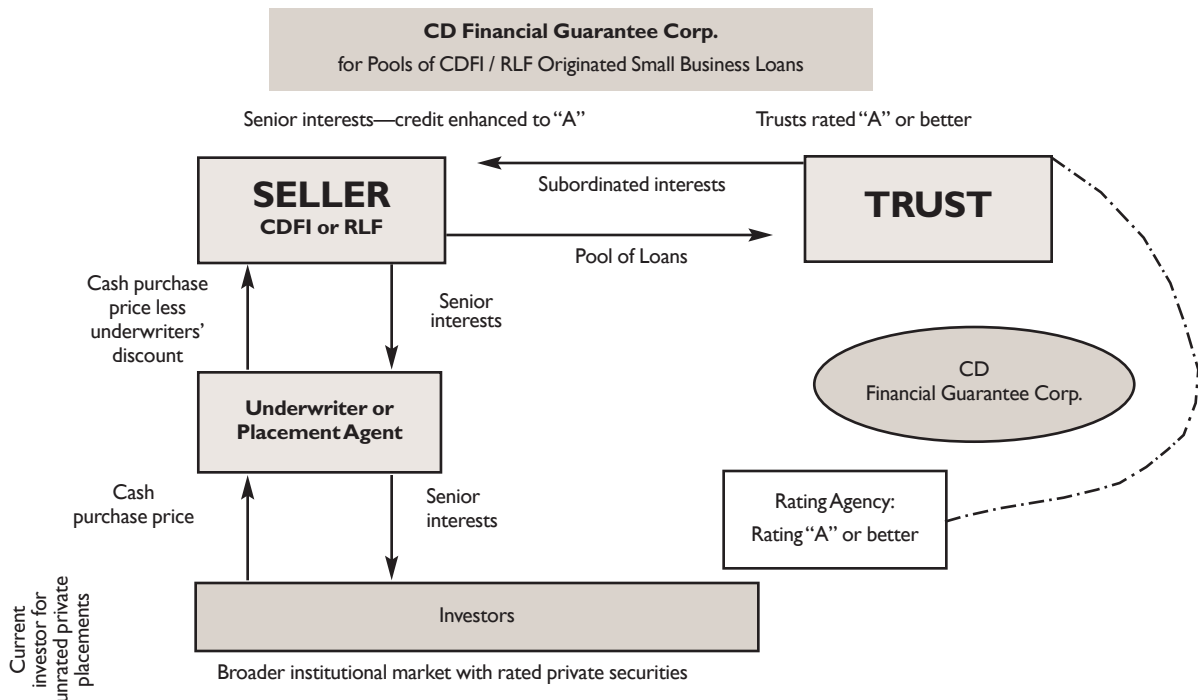 CD Financial Guarantee Corp.
for Pools of CDFI / RLF Originated Small Business Loans
Senior interests—credit enhanced to “A”
Trusts rated “A” or better
SELLER
CDFI or RLF
Subordinated interests
Pool of Loans
TRUST
Cash purchase
price less
underwriters’
discount
Senior
interests
CD
Financial Guarantee Corp.
Underwriter or
Placement Agent
Cash
purchase price
Senior
interests
Rating Agency:
Rating “A” or better
Current
investor for
unrated private
placements
Investors
Broader institutional market with rated private securities